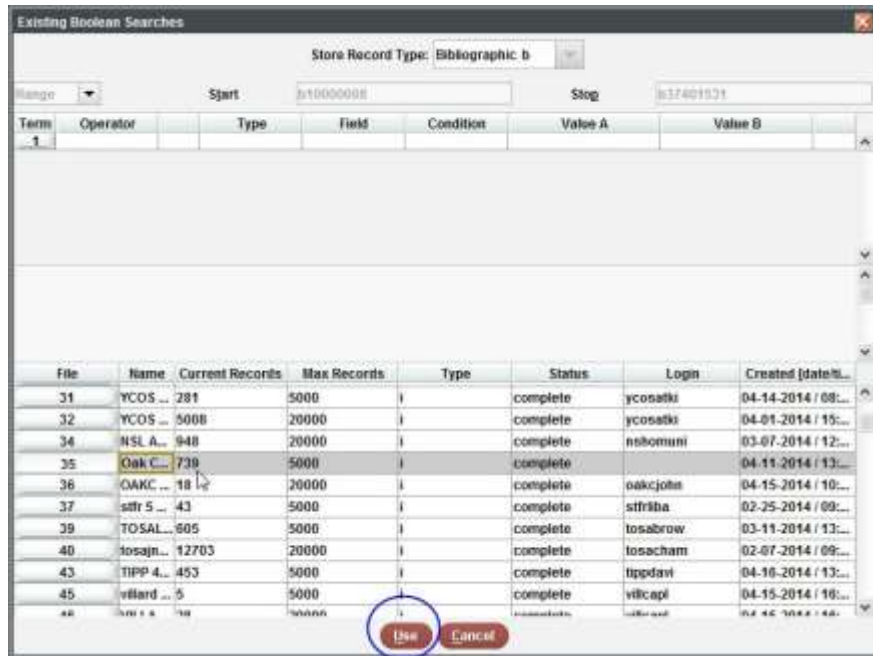 Existing Boolean Searches
Store Record Type: Bibliographic b
Range Start b10000008 Stop b37401531
Term Operator Type Field Condition Value A Value B
1
File Name Current Records Max Records Type Status Login Created [date/ti...
31 YCOS ... 281 5000 i complete ycosatki 04-14-2014 / 08:...
32 YCOS ... 5008 20000 i complete ycosatki 04-01-2014 / 15:...
34 NSL A... 948 20000 i complete nshomuni 03-07-2014 / 12:...
35 Oak C... 739 5000 i complete 04-11-2014 / 13:...
36 OAKC ... 18 20000 i complete oakcjohn 04-15-2014 / 10:...
37 stfr 5 ... 43 5000 i complete stfrliba 02-25-2014 / 09:...
39 TOSAL... 605 5000 i complete tosabrow 03-11-2014 / 13:...
40 tosajn... 12703 20000 i complete tosacham 02-07-2014 / 09:...
43 TIPP 4... 453 5000 i complete tippdavi 04-16-2014 / 13:...
45 villard ... 5 5000 i complete villcapl 04-15-2014 / 16:...
Use Cancel